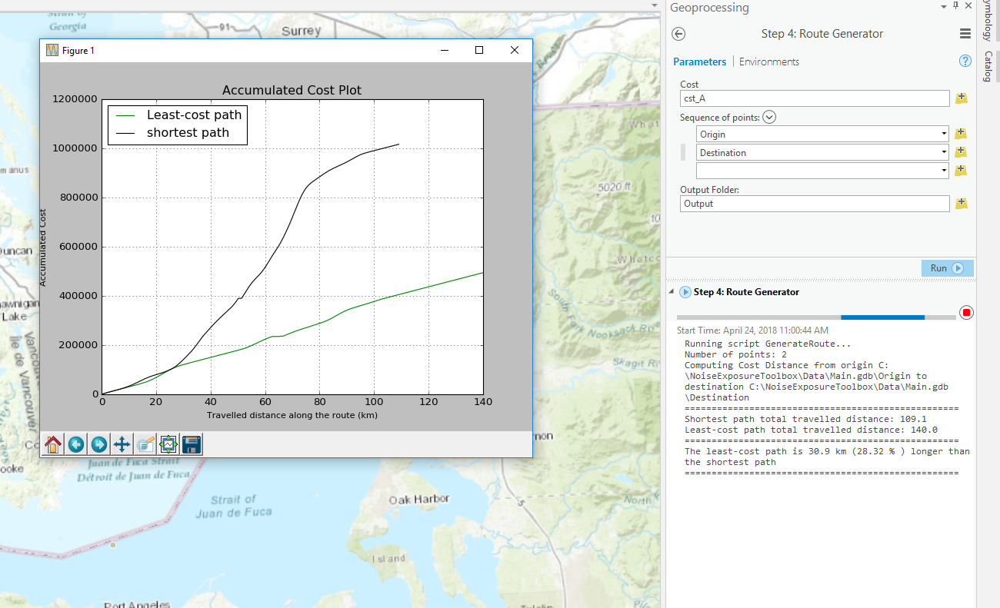 Strait of
Georgia
91
Surrey
Figure 1
Accumulated Cost Plot
1200000
1000000
800000
600000
400000
200000
0
Accumulated Cost
Least-cost path
shortest path
0 20 40 60 80 100 120 140
Travelled distance along the route (km)
Lake
Île de Vancouver
Juan de Fuca Strait
Détroit de Juan de Fuca
Strait of
Juan de Fuca
Oak Harbor
Island
5
Port Angeles
5020 ft
South Fork Nooksack River
Geoprocessing
Step 4: Route Generator
Parameters | Environments
Cost
cst_A
Sequence of points:
Origin
Destination
Output Folder:
Output
Run
Step 4: Route Generator
Start Time: April 24, 2018 11:00:44 AM
Running script GenerateRoute...
Number of points: 2
Computing Cost Distance from origin C:
\NoiseExposureToolbox\Data\Main.gdb\Origin to
destination C:\NoiseExposureToolbox\Data\Main.gdb
\Destination
===================================================
Shortest path total travelled distance: 109.1
Least-cost path total travelled distance: 140.0
===================================================
The least-cost path is 30.9 km (28.32 % ) longer than
the shortest path
===================================================
Catalog